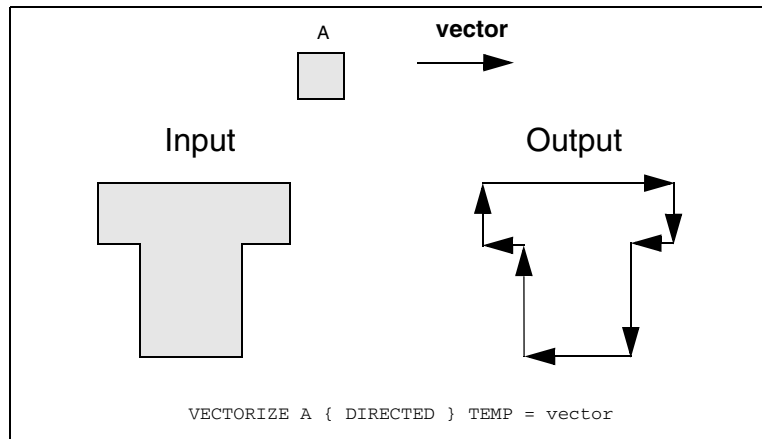 A
vector
Input
Output
VECTORIZE A { DIRECTED } TEMP = vector